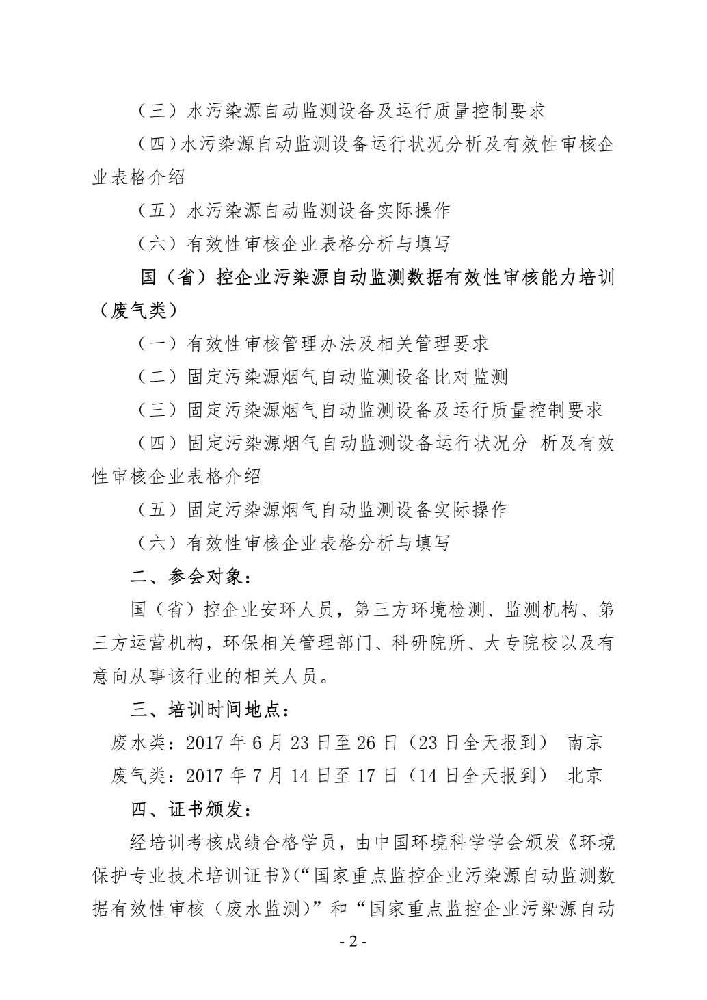 （三）水污染源自动监测设备及运行质量控制要求
（四）水污染源自动监测设备运行状况分析及有效性审核企
业表格介绍
（五）水污染源自动监测设备实际操作
（六）有效性审核企业表格分析与填写
国（省）控企业污染源自动监测数据有效性审核能力培训
（废气类）
（一）有效性审核管理办法及相关管理要求
（二）固定污染源烟气自动监测设备比对监测
（三）固定污染源烟气自动监测设备及运行质量控制要求
（四）固定污染源烟气自动监测设备运行状况分 析及有效
性审核企业表格介绍
（五）固定污染源烟气自动监测设备实际操作
（六）有效性审核企业表格分析与填写
二、参会对象：
国（省）控企业安环人员，第三方环境检测、监测机构、第
三方运营机构，环保相关管理部门、科研院所、大专院校以及有
意向从事该行业的相关人员。
三、培训时间地点：
废水类：2017 年 6 月 23 日至 26 日（23 日全天报到） 南京
废气类：2017 年 7 月 14 日至 17 日（14 日全天报到） 北京
四、证书颁发：
经培训考核成绩合格学员，由中国环境科学学会颁发《环境
保护专业技术培训证书》（“国家重点监控企业污染源自动监测数
据有效性审核（废水监测）”和“国家重点监控企业污染源自动
- 2 -